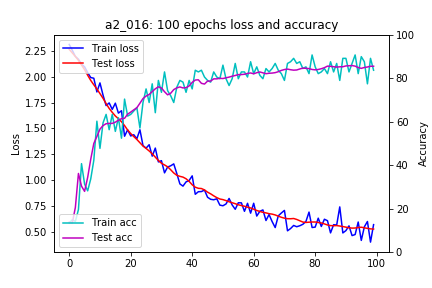 a2_016: 100 epochs loss and accuracy
Train loss
Test loss
Train acc
Test acc
Loss
2.25
2.00
1.75
1.50
1.25
1.00
0.75
0.50
Accuracy
100
80
60
40
20
0
0 20 40 60 80 100